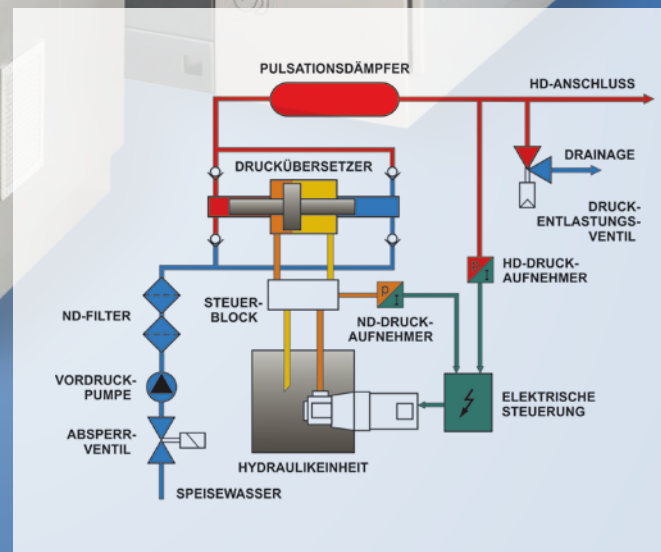 PULSATIONSDÄMPFER
HD-ANSCHLUSS
DRUCKÜBERSETZER
DRAINAGE
DRUCK-
ENTLASTUNGS-
VENTIL
P
I
HD-DRUCK-
AUFNEHMER
STEUER-
BLOCK
P
I
ND-DRUCK-
AUFNEHMER
ND-FILTER
VORDRUCK-
PUMPE
ELEKTRISCHE
STEUERUNG
ABSPERR-
VENTIL
HYDRAULIKEINHEIT
SPEISEWASSER